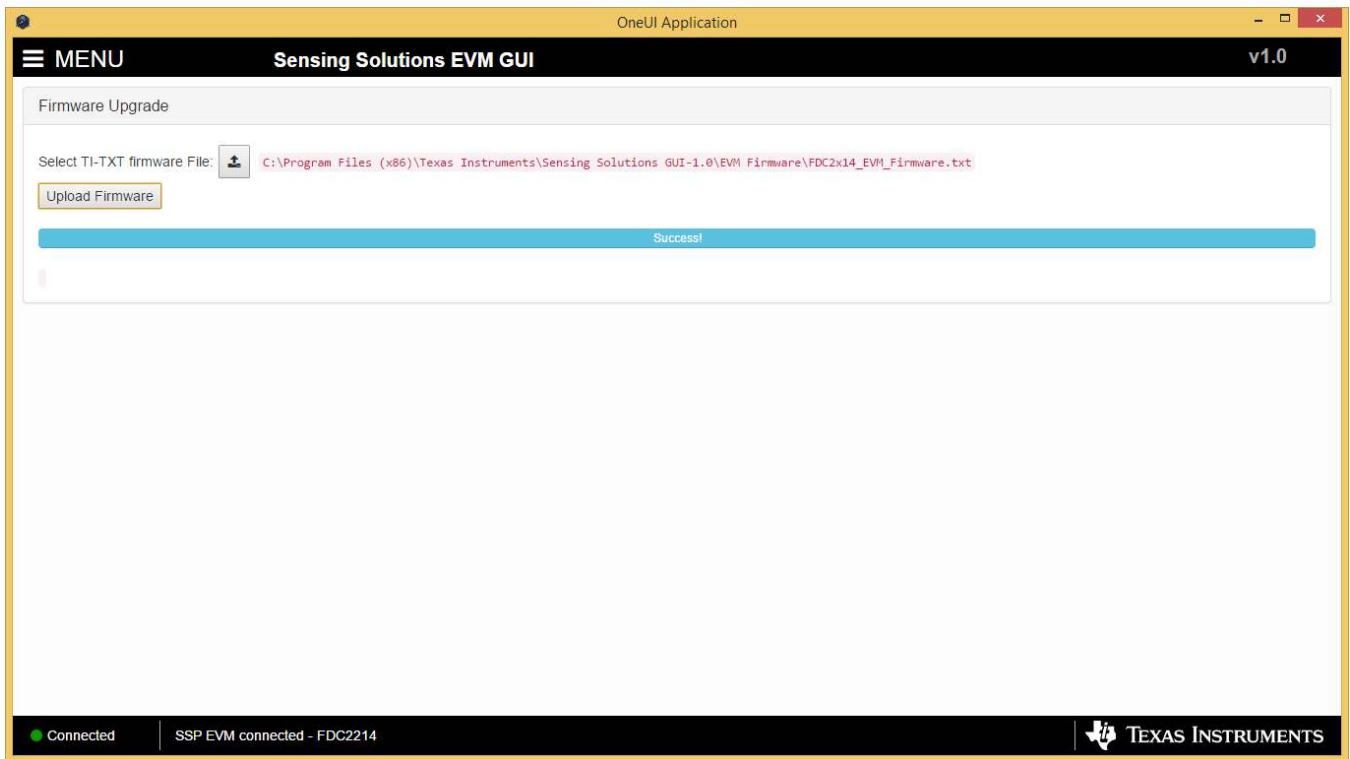 OneUI Application
MENU
Sensing Solutions EVM GUI
v1.0
Firmware Upgrade
Select TI-TXT firmware File: C:\Program Files (x86)\Texas Instruments\Sensing Solutions GUI-1.0\EVM Firmware\FDC2x14_EVM_Firmware.txt
Upload Firmware
Success!
Connected
SSP EVM connected - FDC2214
TEXAS INSTRUMENTS